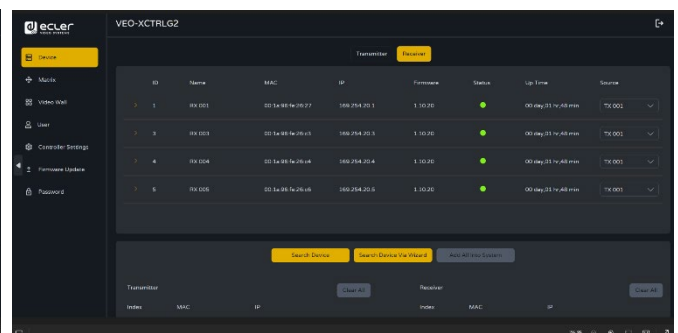 ecler
VEO-XCTRLG2
Device
Matrix
Video Wall
User
Controller Settings
Firmware Update
Password
Transmitter Receiver
ID Name MAC IP Firmware Status Up Time Source
1 RX 001 169.254.20.1 1.10.20 00 day,01 hr,48 min TX 001
3 RX 003 169.254.20.3 1.10.20 00 day,01 hr,48 min TX 001
4 RX 004 169.254.20.4 1.10.20 00 day,01 hr,48 min TX 001
5 RX 005 169.254.20.5 1.10.20 00 day,01 hr,48 min TX 001
Search Device Search Device Via Wizard Add All Into System
Transmitter Clear All Receiver Clear All
Index MAC IP Index MAC IP